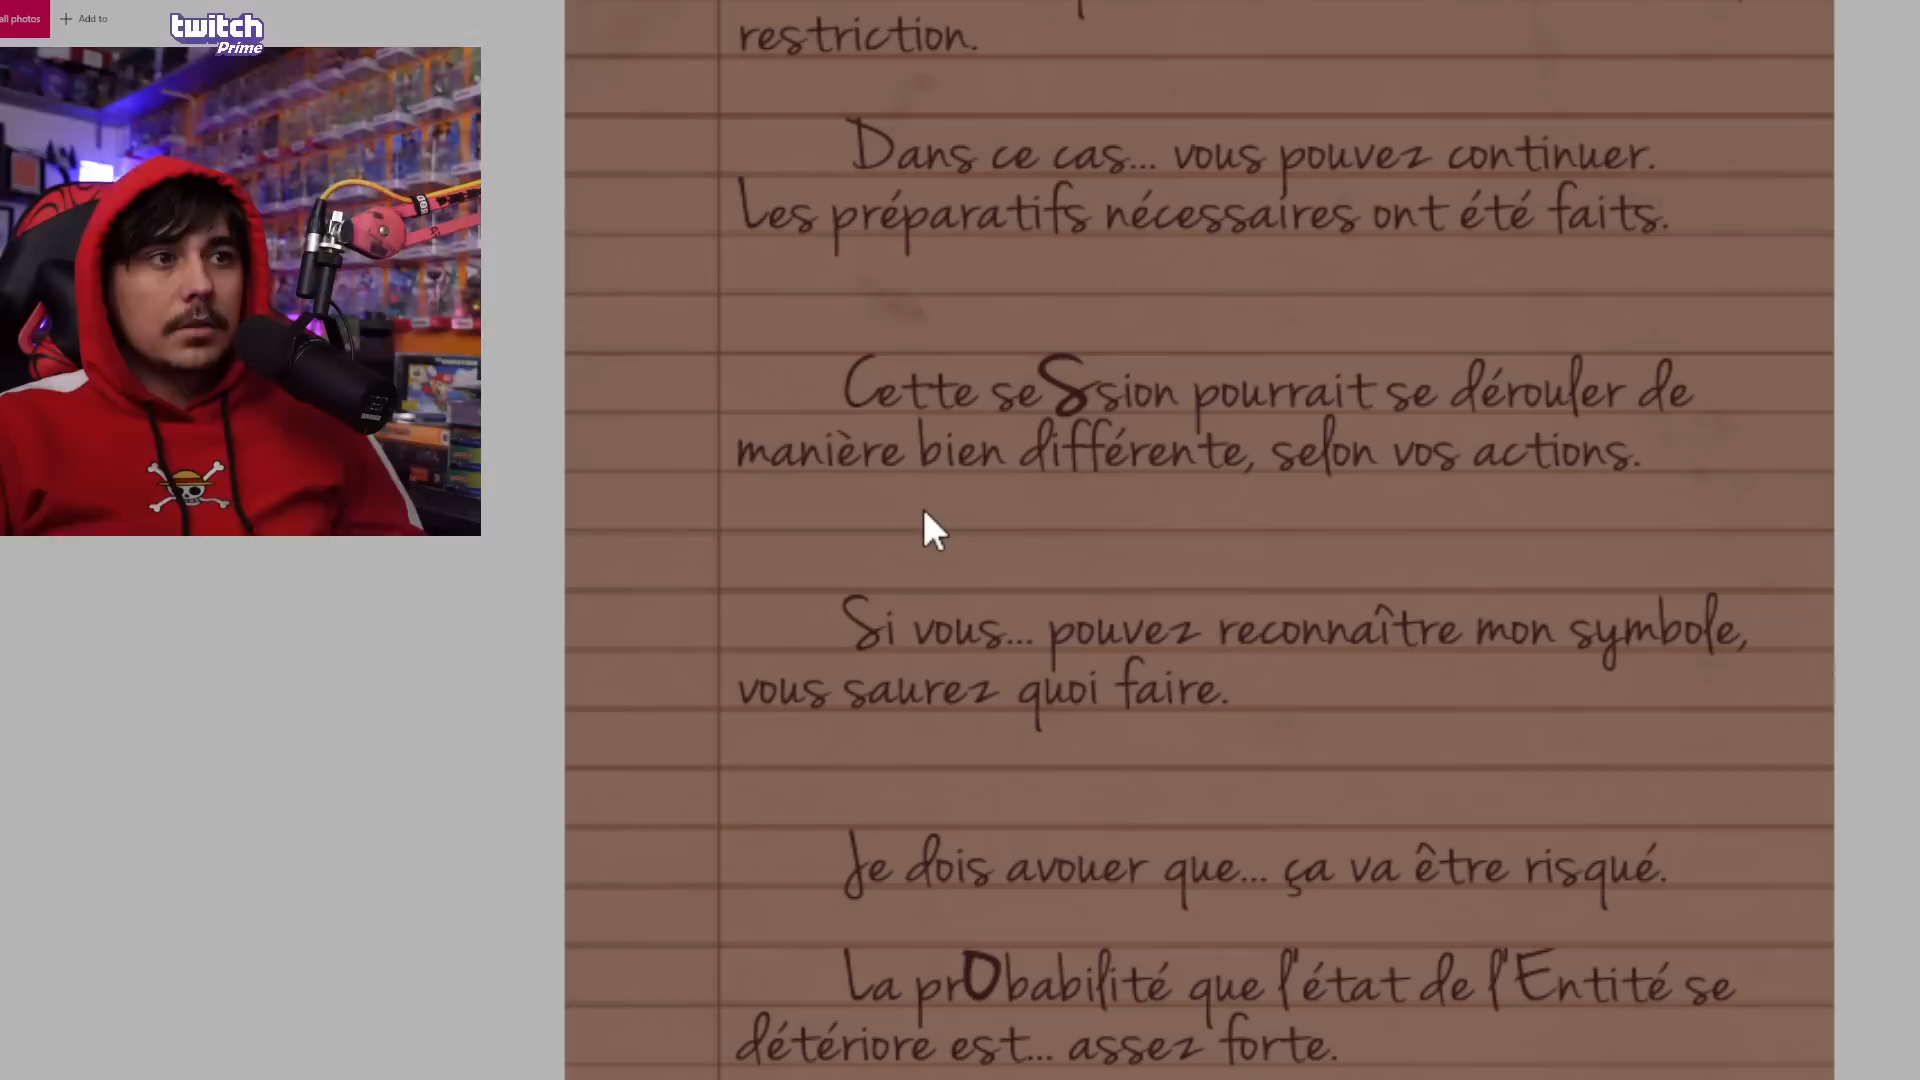 all photos
Add to
twitch
Prime
restriction.
Dans ce cas... vous pouvez continuer.
Les préparatifs nécessaires ont été faits.
Cette seSsion pourrait se dérouler de
manière bien différente, selon vos actions.
Si vous... pouvez reconnaître mon symbole,
vous saurez quoi faire.
Je dois avouer que... ça va être risqué.
La prObabilité que l'état de l'Entité se
détériore est... assez forte.